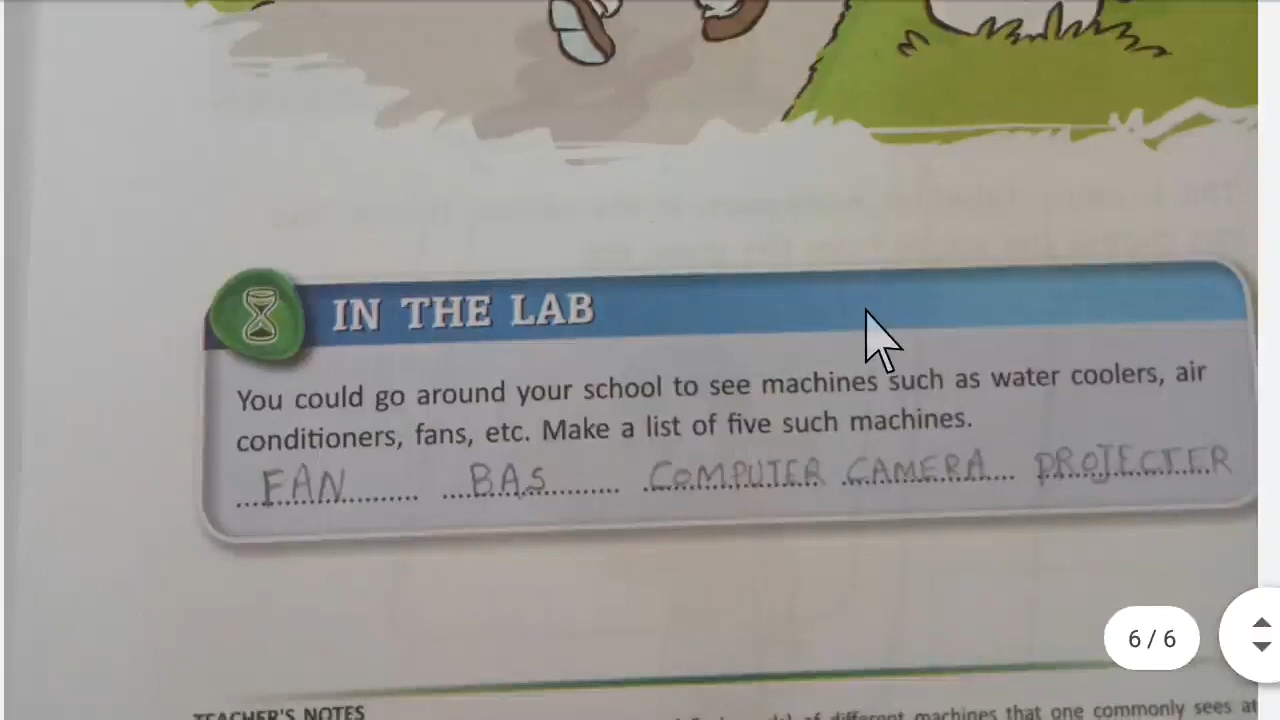 IN THE LAB
You could go around your school to see machines such as water coolers, air
conditioners, fans, etc. Make a list of five such machines.
FAN BAS COMPUTER CAMERA PROJECTER
6 / 6
TEACHER'S NOTES
of different machines that one commonly sees at